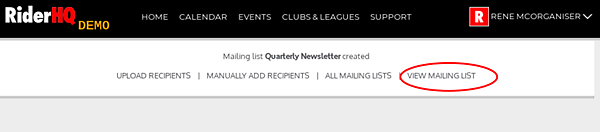 RiderHQ DEMO
HOME CALENDAR EVENTS CLUBS & LEAGUES SUPPORT R RENE MCORGANISER
Mailing list Quarterly Newsletter created
UPLOAD RECIPIENTS | MANUALLY ADD RECIPIENTS | ALL MAILING LISTS | VIEW MAILING LIST